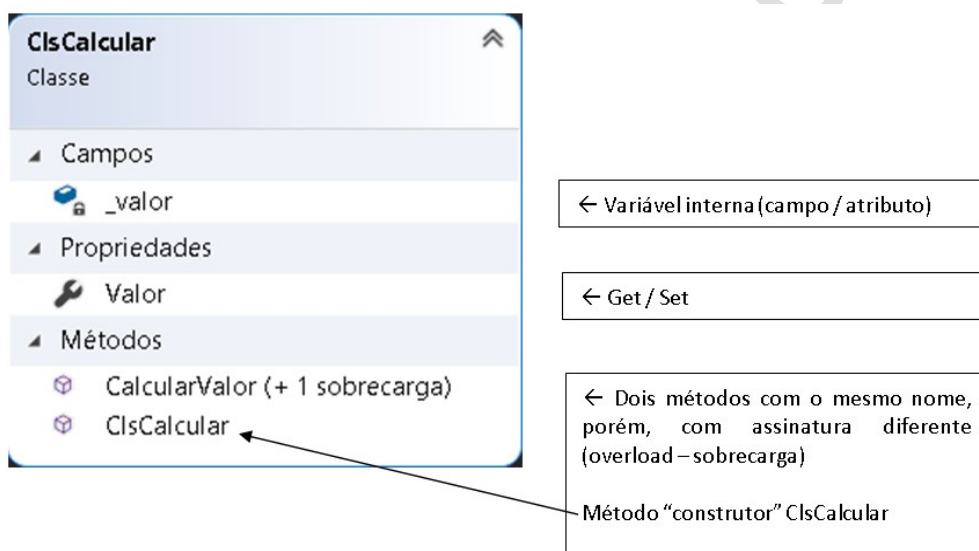 ClsCalcular
Classe
Campos
_valor
Propriedades
Valor
Métodos
CalcularValor (+ 1 sobrecarga)
ClsCalcular
← Variável interna (campo / atributo)
← Get / Set
← Dois métodos com o mesmo nome,
porém, com assinatura diferente
(overload – sobrecarga)
Método “construtor” ClsCalcular